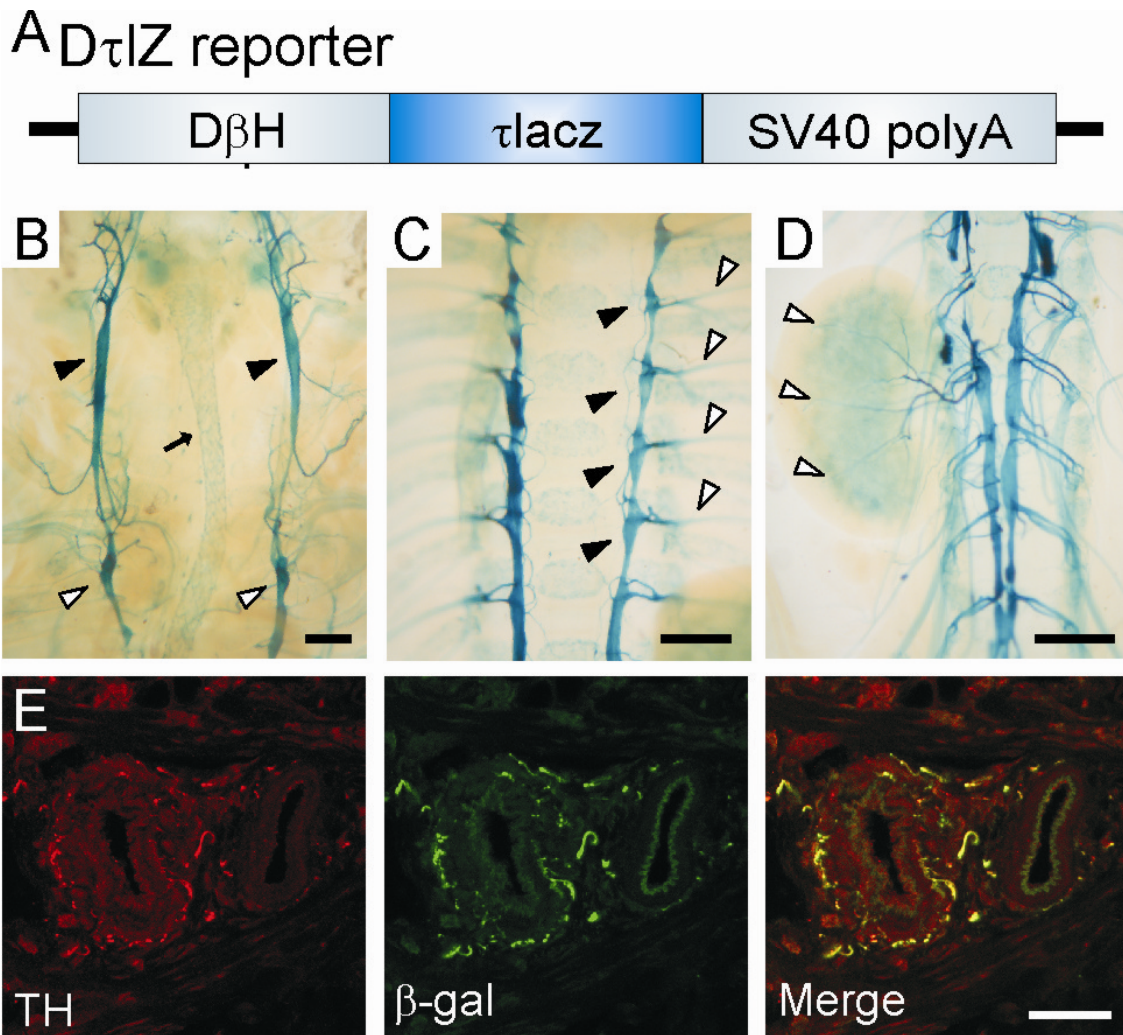 A DτlZ reporter
DβH τlacz SV40 polyA
B C D
E
TH β-gal Merge